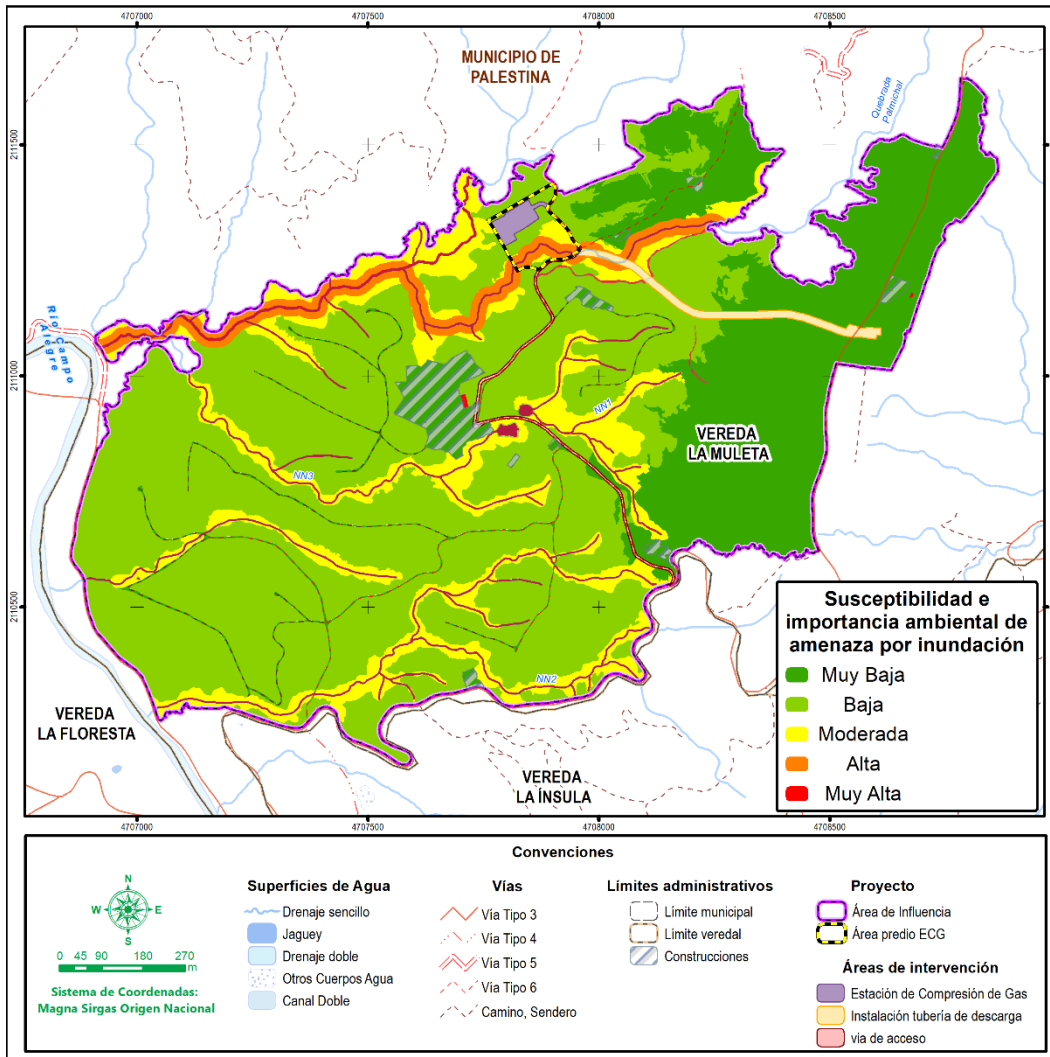 4707000
4707500
4708000
4708500
2111500
2111000
2110500
MUNICIPIO DE
PALESTINA
Quebrada
Palmichal
Río Campo
Alegre
NN1
VEREDA
LA MULETA
NN3
NN2
VEREDA
LA FLORESTA
VEREDA
LA ÍNSULA
Susceptibilidad e
importancia ambiental de
amenaza por inundación
Muy Baja
Baja
Moderada
Alta
Muy Alta
4707000
4707500
4708000
4708500
Convenciones
N
W
E
S
0 45 90 180 270
m
Sistema de Coordenadas:
Magna Sirgas Origen Nacional
Superficies de Agua
Drenaje sencillo
Jaguey
Drenaje doble
Otros Cuerpos Agua
Canal Doble
Vías
Vía Tipo 3
Vía Tipo 4
Vía Tipo 5
Vía Tipo 6
Camino, Sendero
Límites administrativos
Límite municipal
Limite veredal
Construcciones
Proyecto
Área de Influencia
Área predio ECG
Áreas de intervención
Estación de Compresión de Gas
Instalación tubería de descarga
via de acceso